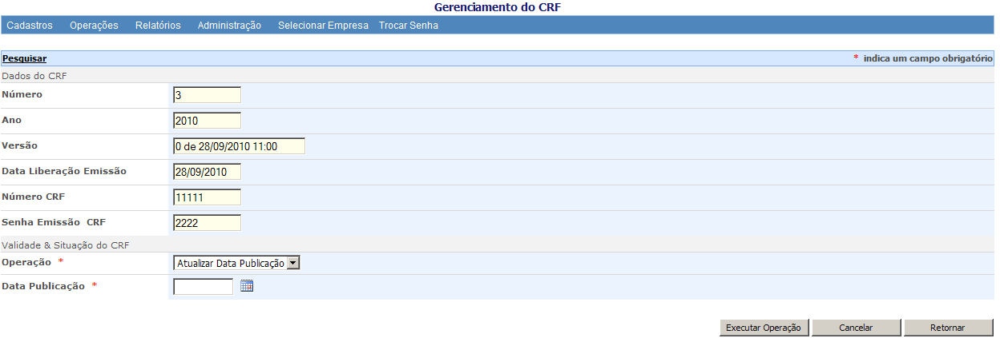 Gerenciamento do CRF
Cadastros Operações Relatórios Administração Selecionar Empresa Trocar Senha
Pesquisar * indica um campo obrigatório
Dados do CRF
Número 3
Ano 2010
Versão 0 de 28/09/2010 11:00
Data Liberação Emissão 28/09/2010
Número CRF 11111
Senha Emissão CRF 2222
Validade & Situação do CRF
Operação * Atualizar Data Publicação
Data Publicação *
Executar Operação Cancelar Retornar